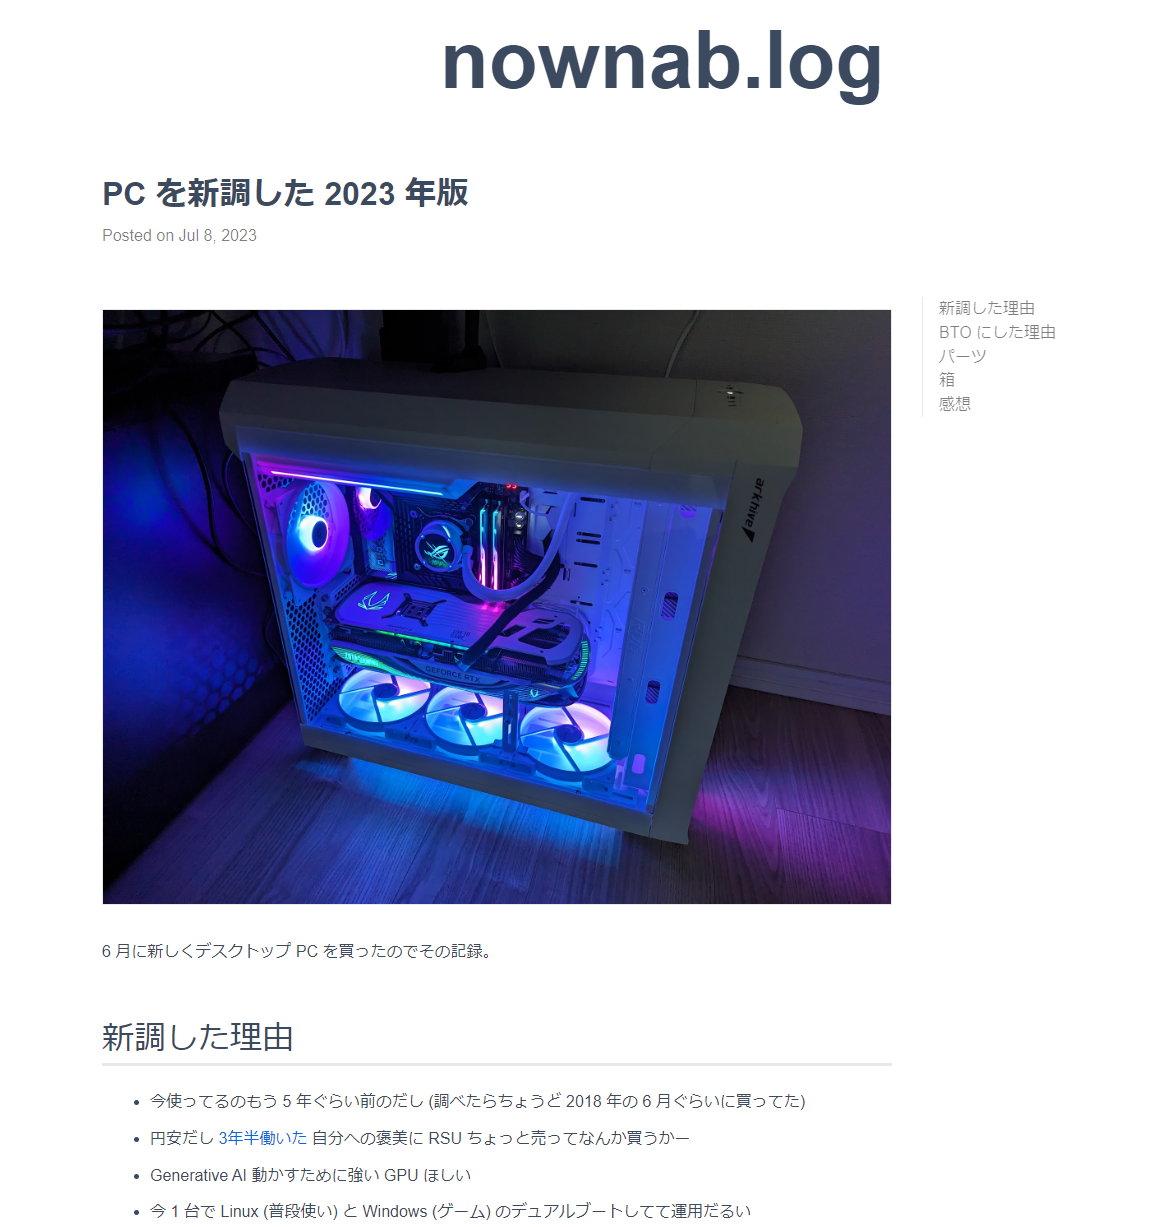 nownab.log
PC を新調した 2023 年版
Posted on Jul 8, 2023
新調した理由
BTO にした理由
パーツ
箱
感想
arkhive
GEFORCE RTX
6 月に新しくデスクトップ PC を買ったのでその記録。
新調した理由
今使ってるのもう 5 年ぐらい前のだし (調べたらちょうど 2018 年の 6 月ぐらいに買ってた)
円安だし 3年半働いた 自分への褒美に RSU ちょっと売ってなんか買うかー
Generative AI 動かすために強い GPU ほしい
今 1 台で Linux (普段使い) と Windows (ゲーム) のデュアルブートしてて運用だるい